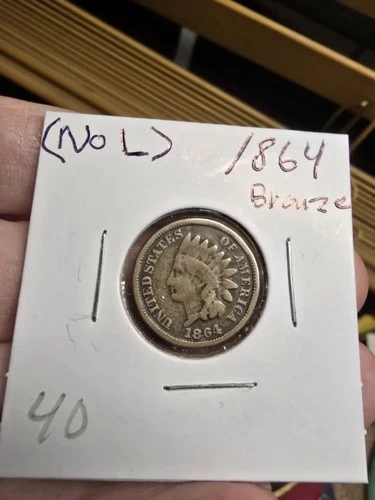 (No L) 1864
Bronze
UNITED STATES OF AMERICA
1864
40